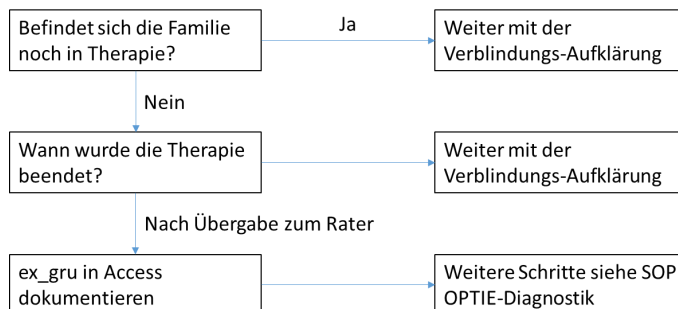 Befindet sich die Familie
noch in Therapie?
Ja
Weiter mit der
Verblindungs-Aufklärung
Nein
Wann wurde die Therapie
beendet?
Weiter mit der
Verblindungs-Aufklärung
Nach Übergabe zum Rater
ex_gru in Access
dokumentieren
Weitere Schritte siehe SOP
OPTIE-Diagnostik